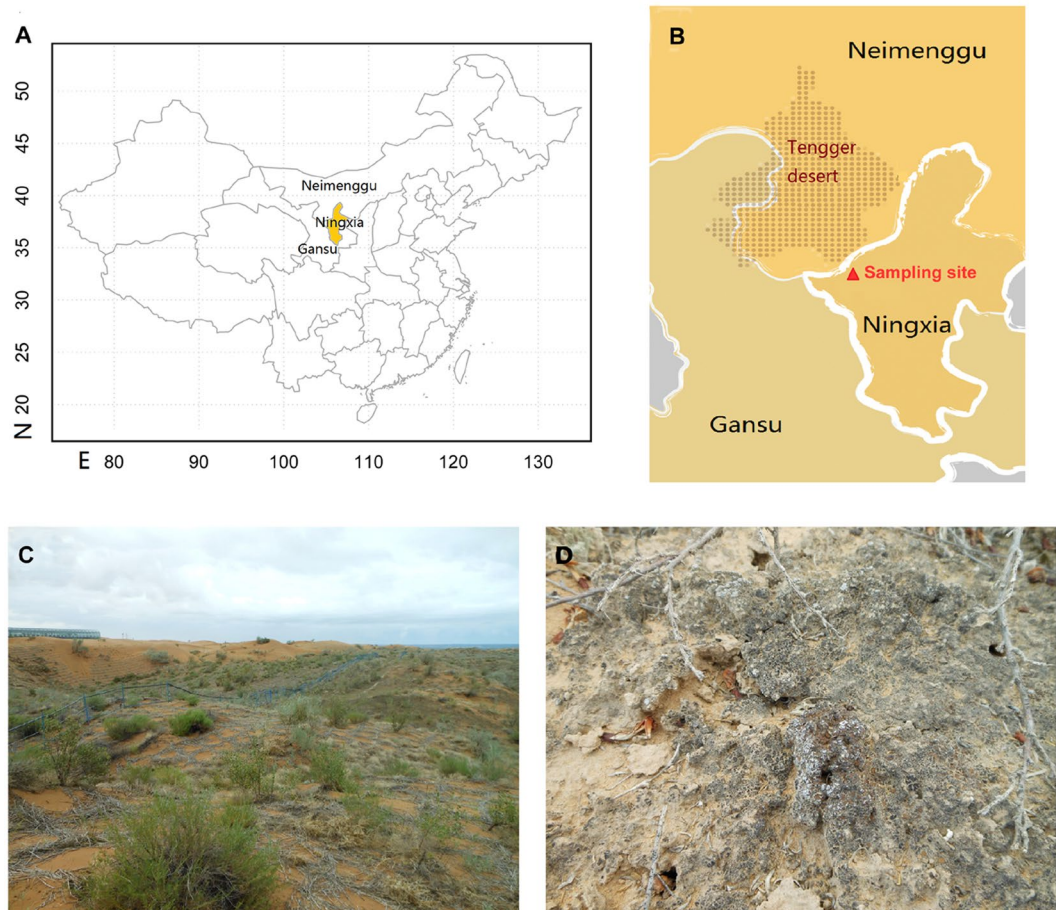 A
50
45
40
35
30
25
20
N
E
80
90
100
110
120
130
Neimenggu
Ningxia
Gansu
B
Neimenggu
Tengger
desert
Sampling site
Ningxia
Gansu
C
D